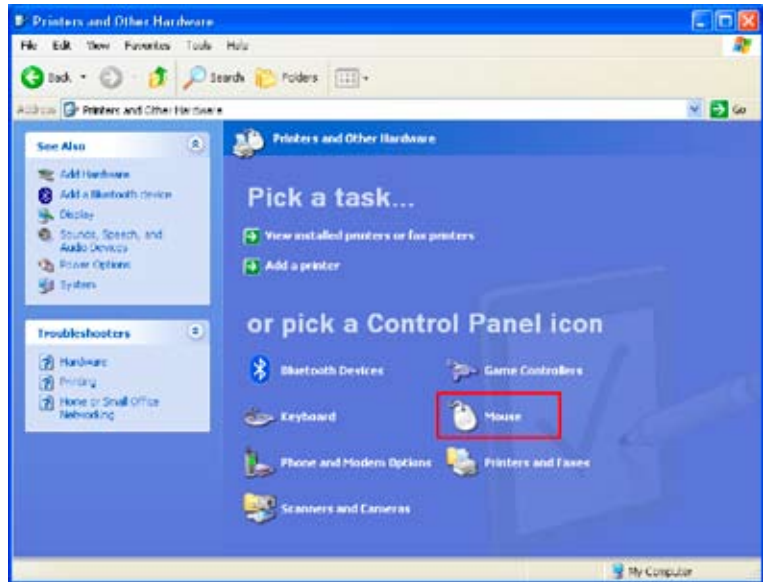 Printers and Other Hardware
File Edit View Favorites Tools Help
Back Search Folders
Address Printers and Other Hardware Go
See Also
Add Hardware
Add a Bluetooth device
Display
Sounds, Speech, and
Audio Devices
Power Options
System
Troubleshooters
Hardware
Printing
Home or Small Office
Networking
Printers and Other Hardware
Pick a task...
View installed printers or fax printers
Add a printer
or pick a Control Panel icon
Bluetooth Devices
Game Controllers
Keyboard
Mouse
Phone and Modem Options
Printers and Faxes
Scanners and Cameras
My Computer